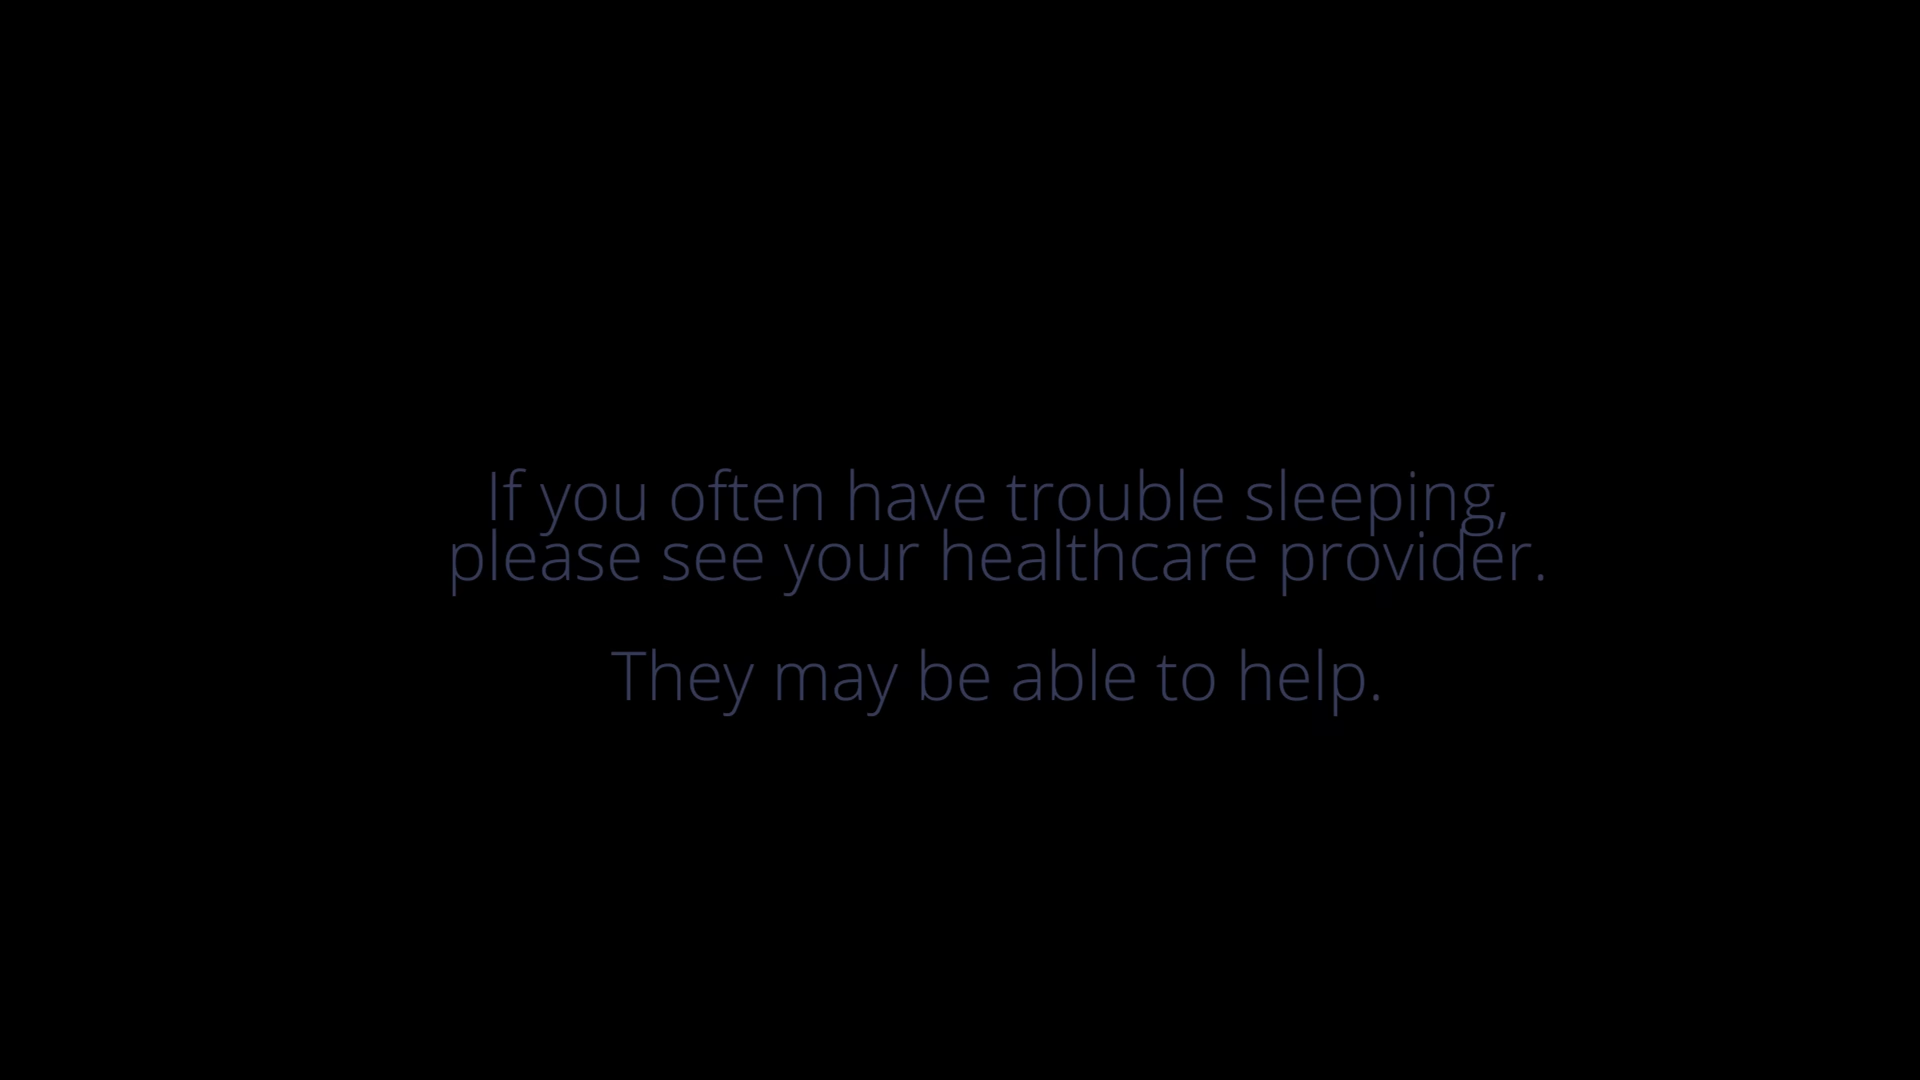 If you often have trouble sleeping,
please see your healthcare provider.
They may be able to help.